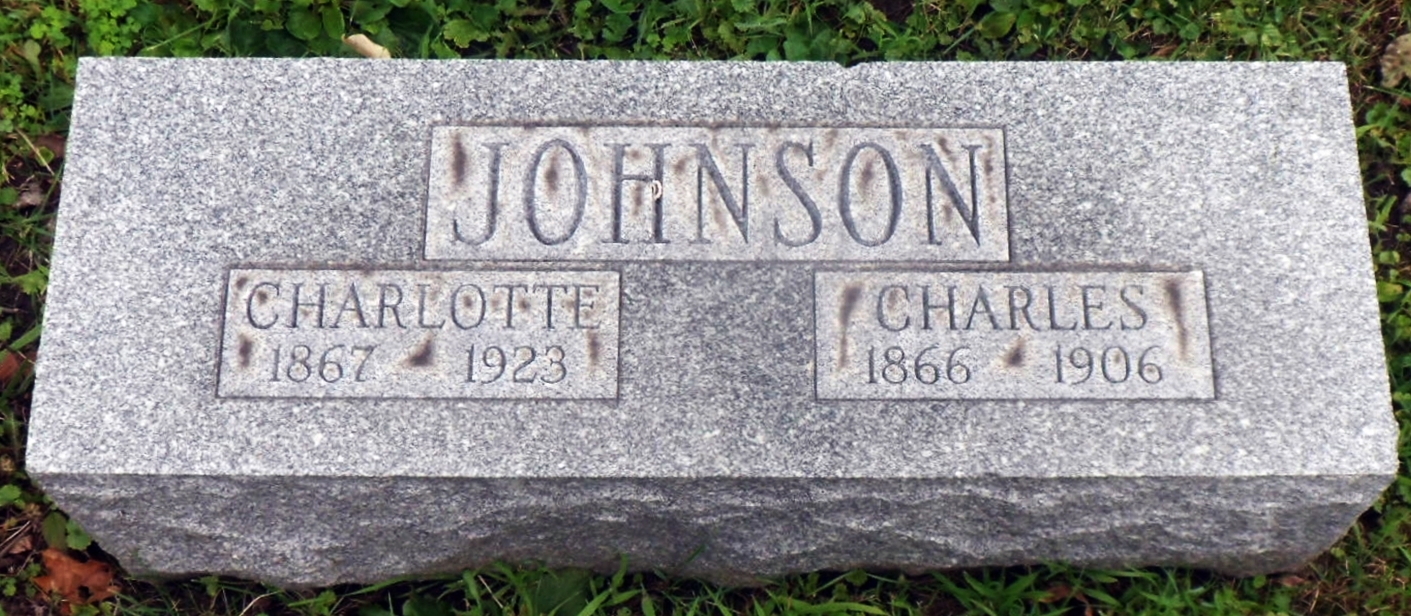 JOHNSON
CHARLOTTE
1867 1923
CHARLES
1866 1906